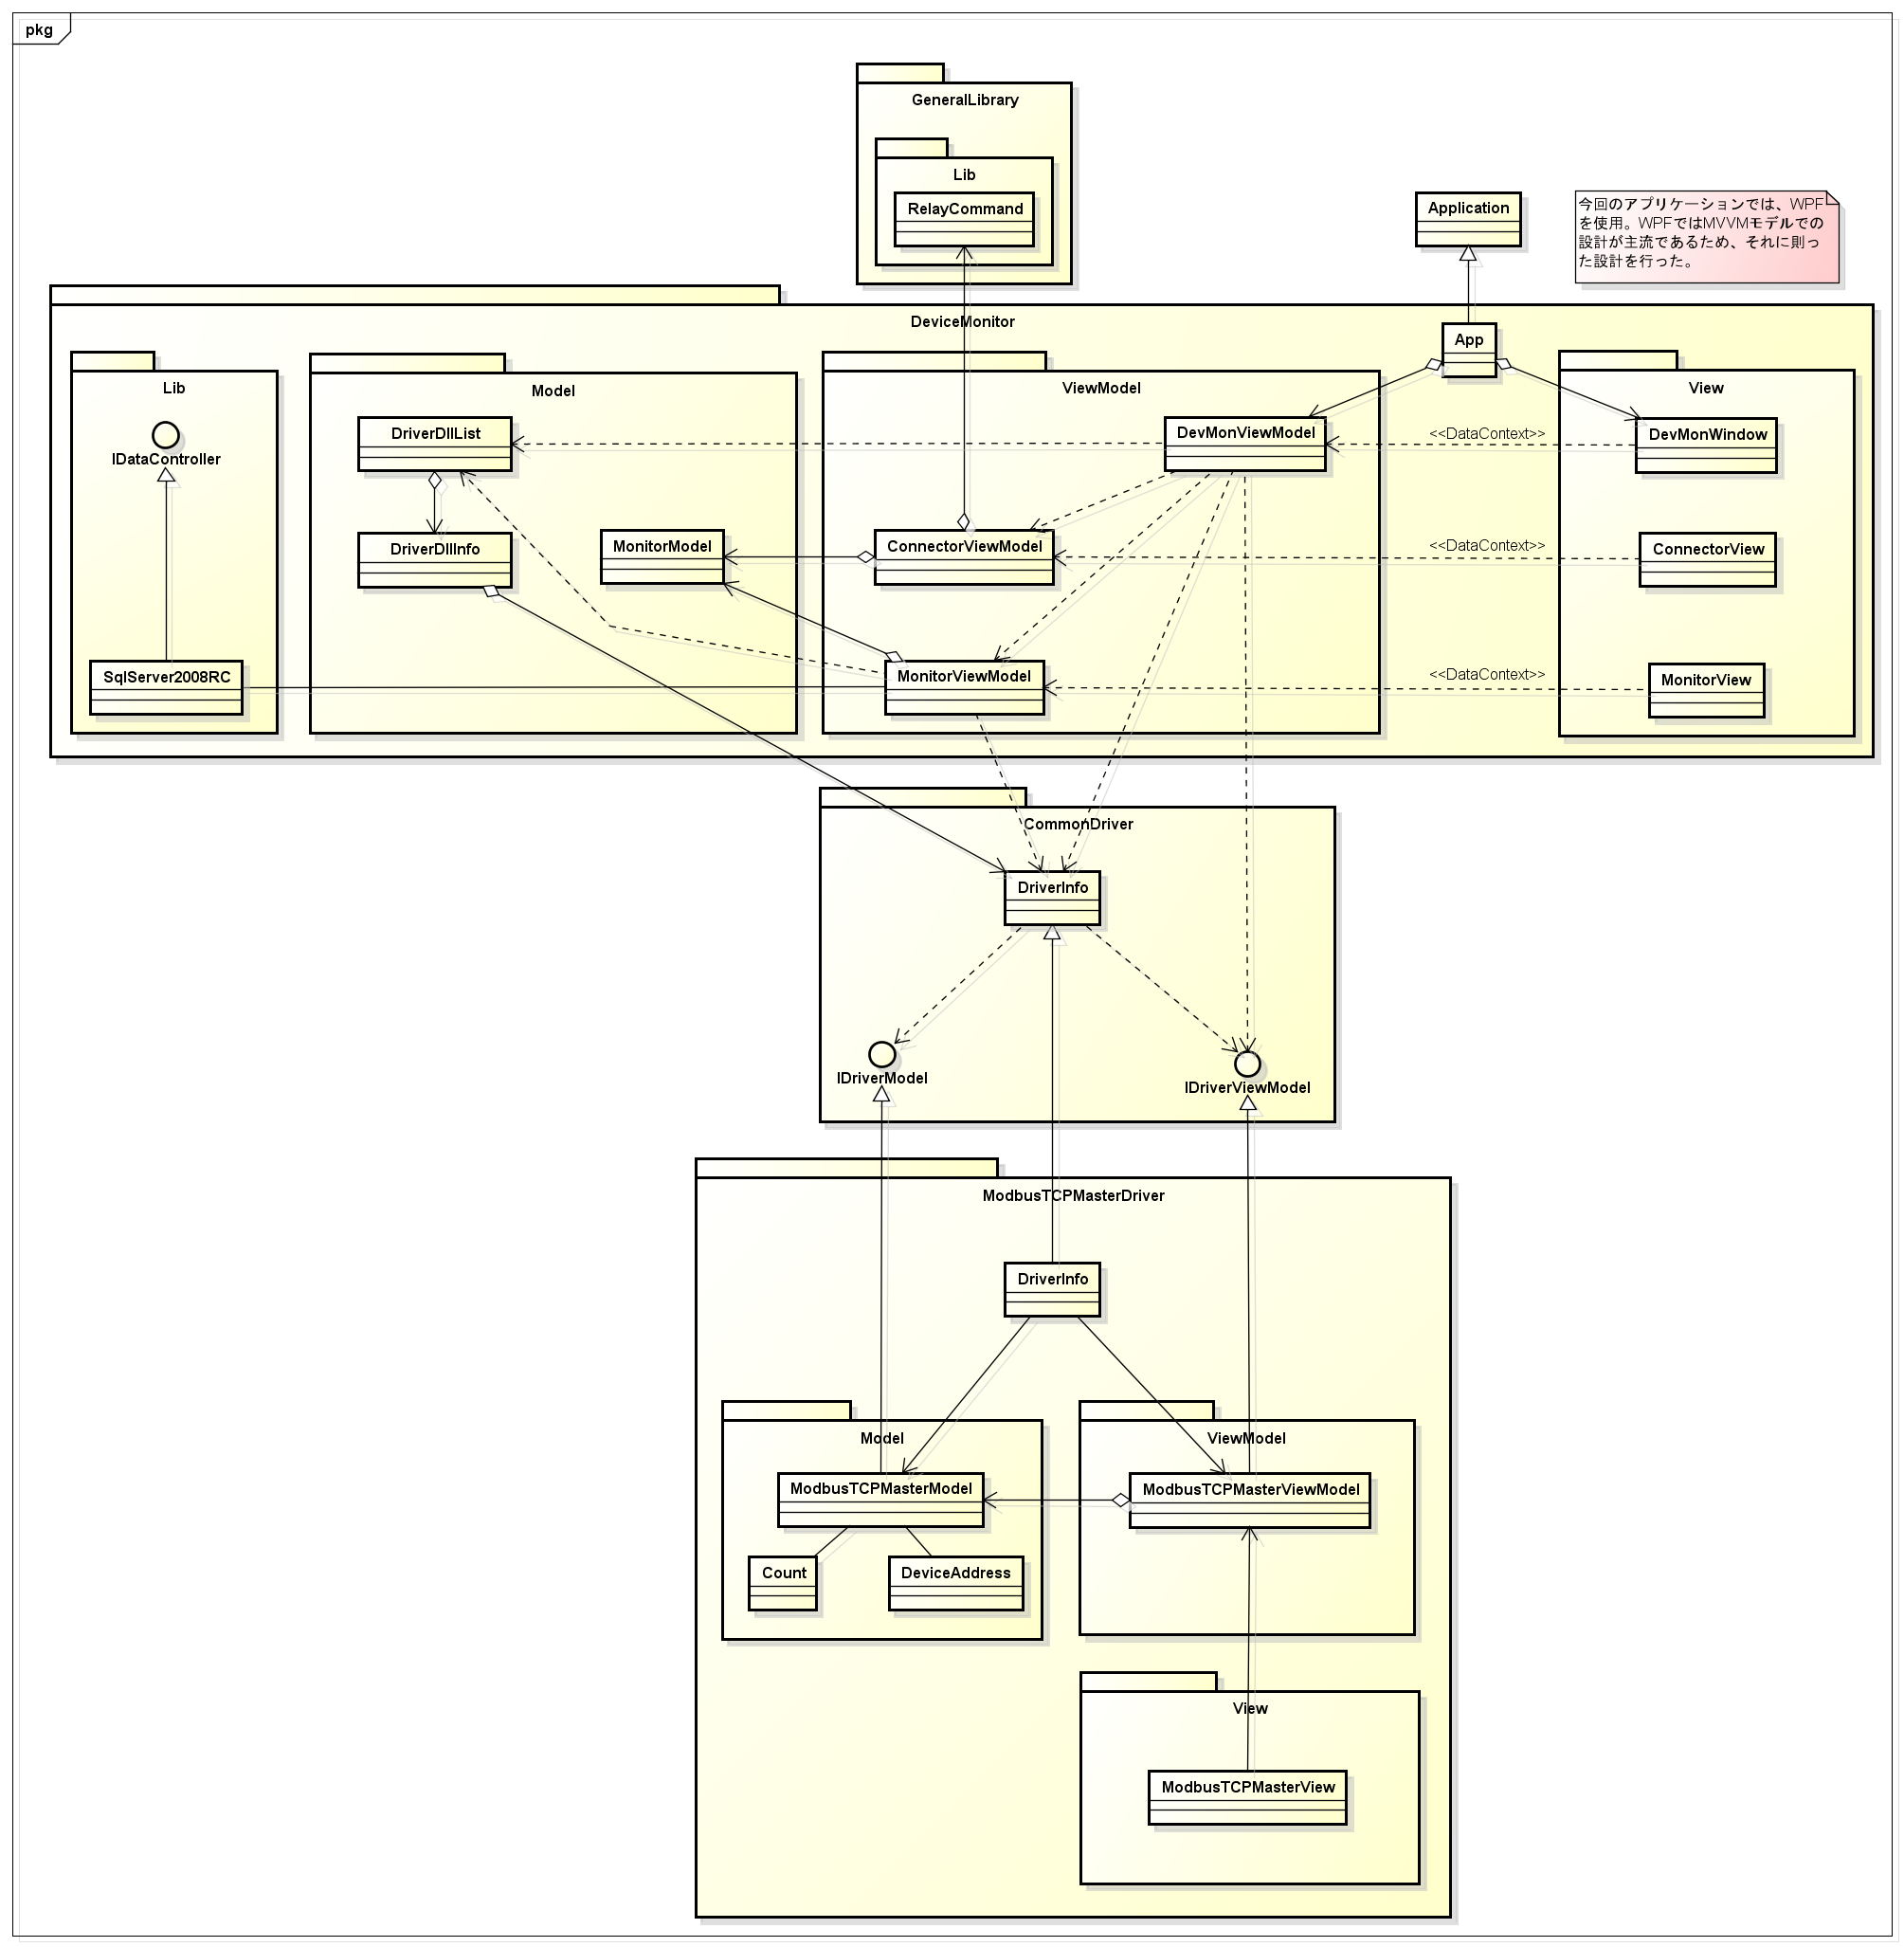 pkg
GeneralLibrary
Lib
RelayCommand
Application
今回のアプリケーションでは、WPF
を使用。WPFではMVVMモデルでの
設計が主流であるため、それに則っ
た設計を行った。
DeviceMonitor
App
Lib
Model
ViewModel
View
IDataController
DriverDllList
DevMonViewModel
<<DataContext>>
DevMonWindow
DriverDllInfo
MonitorModel
ConnectorViewModel
<<DataContext>>
ConnectorView
SqlServer2008RC
MonitorViewModel
<<DataContext>>
MonitorView
CommonDriver
DriverInfo
IDriverModel
IDriverViewModel
ModbusTCPMasterDriver
DriverInfo
Model
ViewModel
ModbusTCPMasterModel
ModbusTCPMasterViewModel
Count
DeviceAddress
View
ModbusTCPMasterView